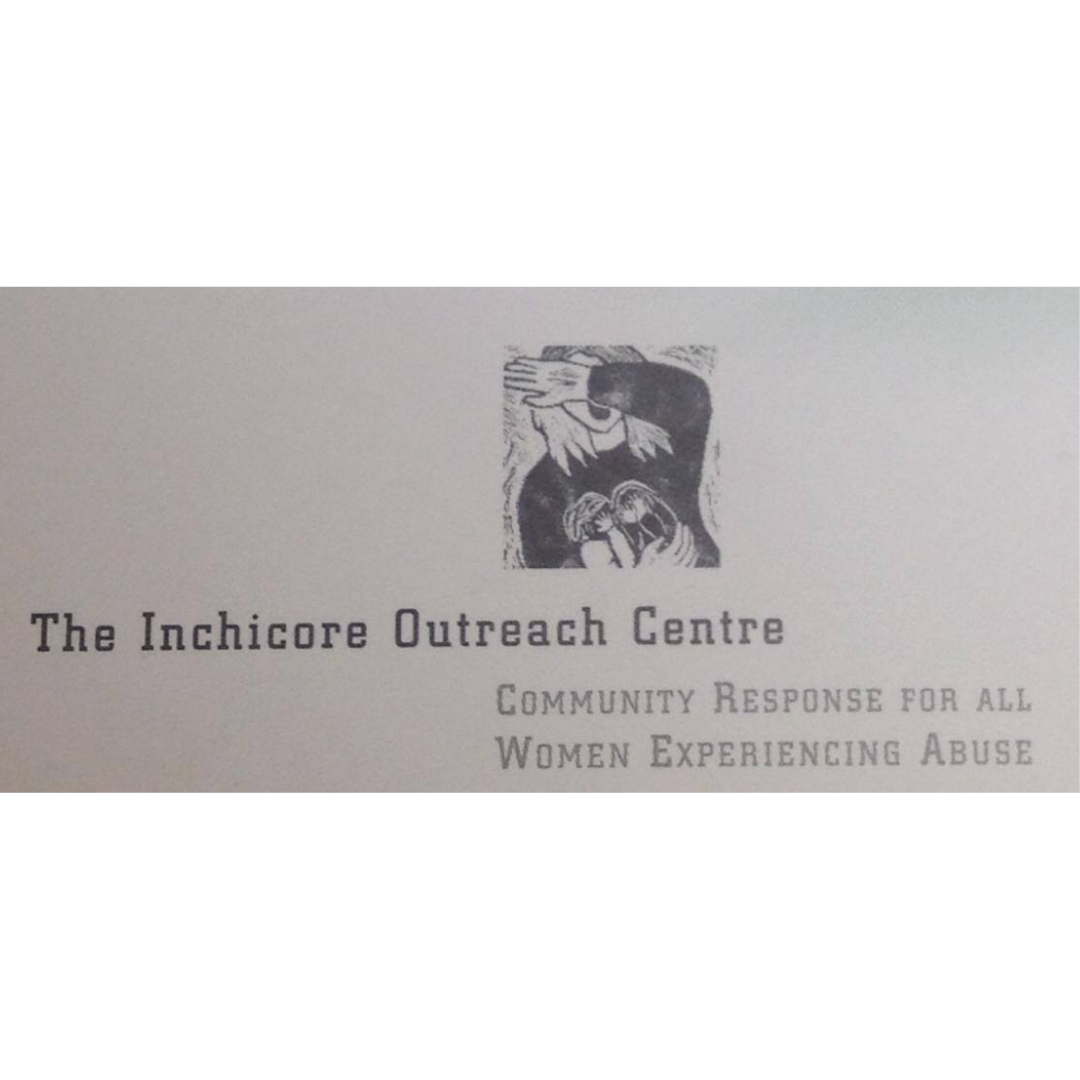 The Inchicore Outreach Centre
Community Response for all
Women Experiencing Abuse